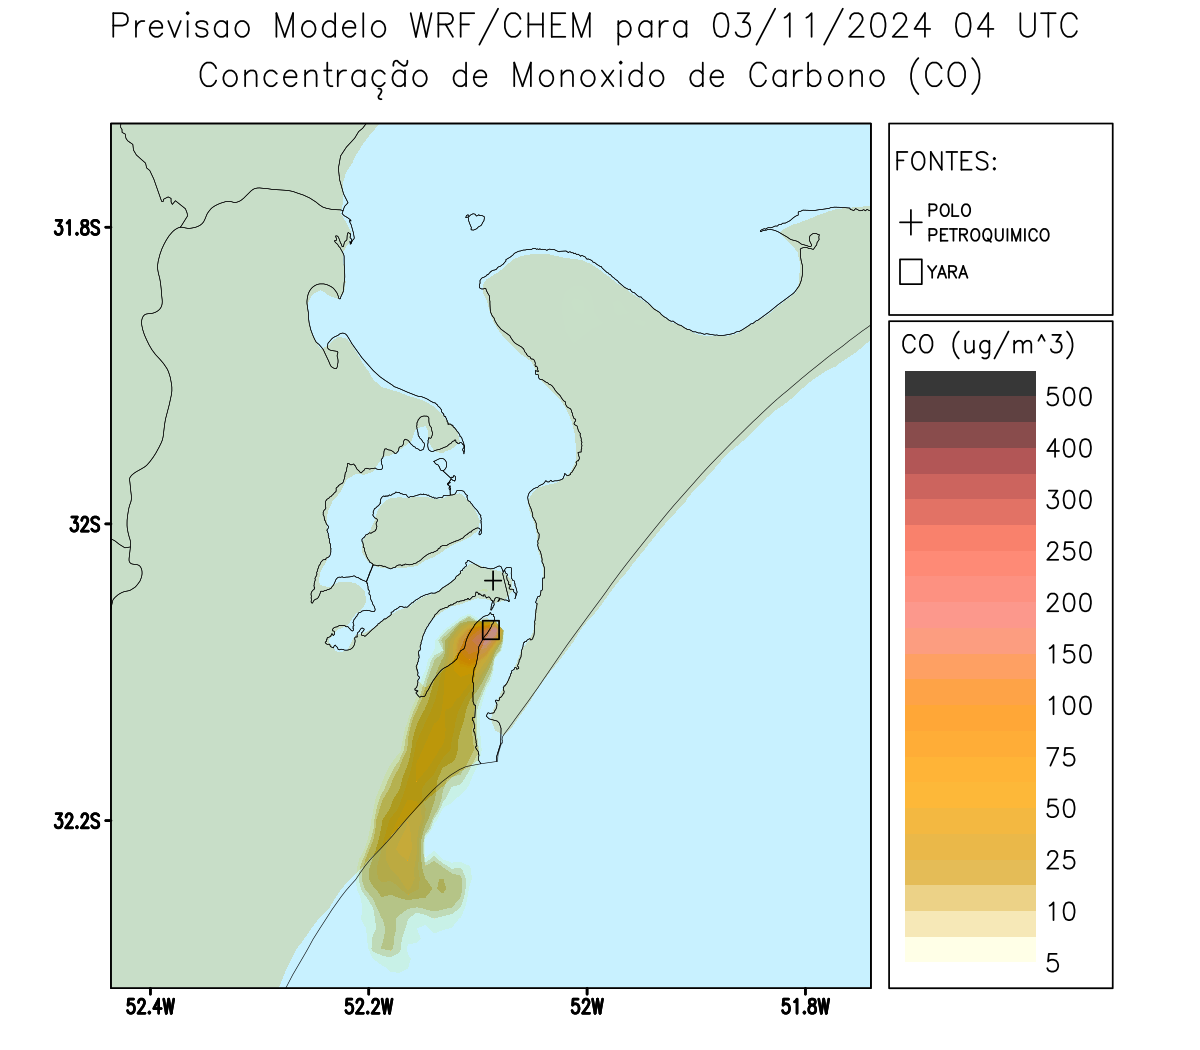 Previsao Modelo WRF/CHEM para 03/11/2024 04 UTC
Concentração de Monoxido de Carbono (CO)
FONTES:
POLO
PETROQUIMICO
YARA
CO (ug/m^3)
500
400
300
250
200
150
100
75
50
25
10
5
31.8S
32S
32.2S
52.4W
52.2W
52W
51.8W